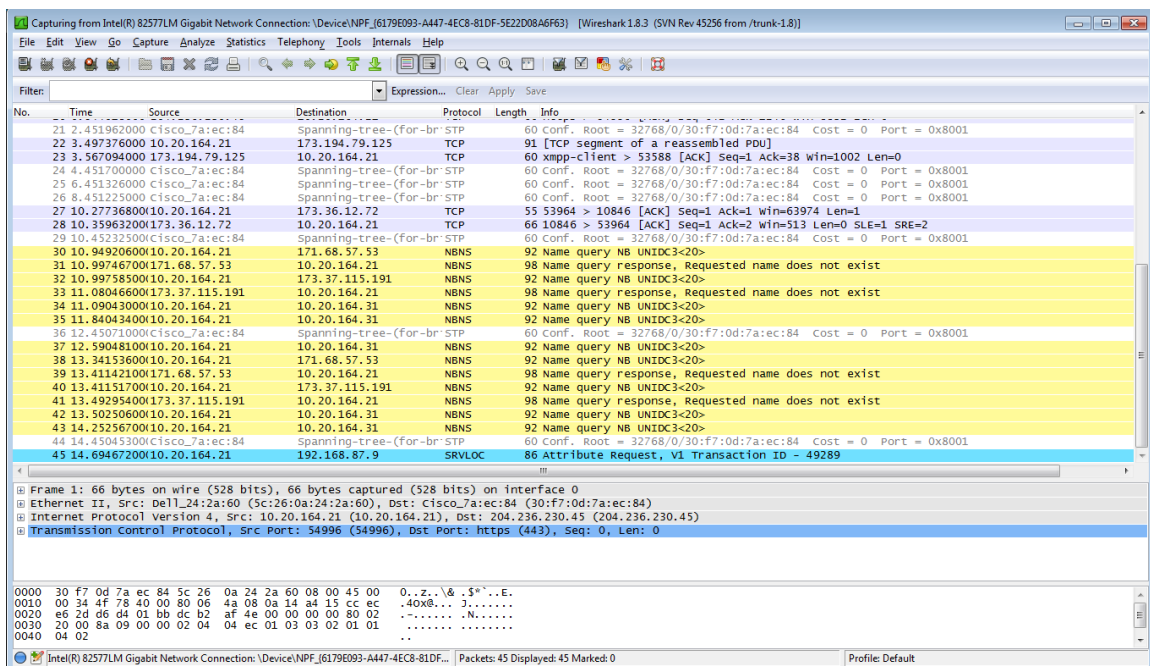 Capturing from Intel(R) 82577LM Gigabit Network Connection: \Device\NPF_{6179E093-A447-4EC8-81DF-5E22D08A6F63} [Wireshark 1.8.3 (SVN Rev 45256 from /trunk-1.8)]
File Edit View Go Capture Analyze Statistics Telephony Tools Internals Help
Filter: Expression... Clear Apply Save
No. Time Source Destination Protocol Length Info
21 2.451962000 Cisco_7a:ec:84 Spanning-tree-(for-br STP 60 Conf. Root = 32768/0/30:f7:0d:7a:ec:84 Cost = 0 Port = 0x8001
22 3.497376000 10.20.164.21 173.194.79.125 TCP 91 [TCP segment of a reassembled PDU]
23 3.567094000 173.194.79.125 10.20.164.21 TCP 60 xmpp-client > 53588 [ACK] Seq=1 Ack=38 Win=1002 Len=0
24 4.451700000 Cisco_7a:ec:84 Spanning-tree-(for-br STP 60 Conf. Root = 32768/0/30:f7:0d:7a:ec:84 Cost = 0 Port = 0x8001
25 6.451326000 Cisco_7a:ec:84 Spanning-tree-(for-br STP 60 Conf. Root = 32768/0/30:f7:0d:7a:ec:84 Cost = 0 Port = 0x8001
26 8.451225000 Cisco_7a:ec:84 Spanning-tree-(for-br STP 60 Conf. Root = 32768/0/30:f7:0d:7a:ec:84 Cost = 0 Port = 0x8001
27 10.27736800( 10.20.164.21 173.36.12.72 TCP 55 53964 > 10846 [ACK] Seq=1 Ack=1 Win=63974 Len=1
28 10.35963200( 173.36.12.72 10.20.164.21 TCP 66 10846 > 53964 [ACK] Seq=1 Ack=2 Win=513 Len=0 SLE=1 SRE=2
29 10.45232500( Cisco_7a:ec:84 Spanning-tree-(for-br STP 60 Conf. Root = 32768/0/30:f7:0d:7a:ec:84 Cost = 0 Port = 0x8001
30 10.94920600( 10.20.164.21 171.68.57.53 NBNS 92 Name query NB UNIDC3<20>
31 10.99746700( 171.68.57.53 10.20.164.21 NBNS 98 Name query response, Requested name does not exist
32 10.99758500( 10.20.164.21 173.37.115.191 NBNS 92 Name query NB UNIDC3<20>
33 11.08046600( 173.37.115.191 10.20.164.21 NBNS 98 Name query response, Requested name does not exist
34 11.09043000( 10.20.164.21 10.20.164.31 NBNS 92 Name query NB UNIDC3<20>
35 11.84043400( 10.20.164.21 10.20.164.31 NBNS 92 Name query NB UNIDC3<20>
36 12.45071000( Cisco_7a:ec:84 Spanning-tree-(for-br STP 60 Conf. Root = 32768/0/30:f7:0d:7a:ec:84 Cost = 0 Port = 0x8001
37 12.59048100( 10.20.164.21 10.20.164.31 NBNS 92 Name query NB UNIDC3<20>
38 13.34153600( 10.20.164.21 171.68.57.53 NBNS 92 Name query NB UNIDC3<20>
39 13.41142100( 171.68.57.53 10.20.164.21 NBNS 98 Name query response, Requested name does not exist
40 13.41151700( 10.20.164.21 173.37.115.191 NBNS 92 Name query NB UNIDC3<20>
41 13.49295400( 173.37.115.191 10.20.164.21 NBNS 98 Name query response, Requested name does not exist
42 13.50250600( 10.20.164.21 10.20.164.31 NBNS 92 Name query NB UNIDC3<20>
43 14.25256700( 10.20.164.21 10.20.164.31 NBNS 92 Name query NB UNIDC3<20>
44 14.45045300( Cisco_7a:ec:84 Spanning-tree-(for-br STP 60 Conf. Root = 32768/0/30:f7:0d:7a:ec:84 Cost = 0 Port = 0x8001
45 14.69467200( 10.20.164.21 192.168.87.9 SRVLOC 86 Attribute Request, V1 Transaction ID - 49289
Frame 1: 66 bytes on wire (528 bits), 66 bytes captured (528 bits) on interface 0
Ethernet II, Src: Dell_24:2a:60 (5c:26:0a:24:2a:60), Dst: Cisco_7a:ec:84 (30:f7:0d:7a:ec:84)
Internet Protocol Version 4, Src: 10.20.164.21 (10.20.164.21), Dst: 204.236.230.45 (204.236.230.45)
Transmission Control Protocol, Src Port: 54996 (54996), Dst Port: https (443), Seq: 0, Len: 0
0000 30 f7 0d 7a ec 84 5c 26 0a 24 2a 60 08 00 45 00 0..z..\& .$*`..E.
0010 00 34 4f 78 40 00 80 06 4a 08 0a 14 a4 15 cc ec .4Ox@... J.......
0020 e6 2d d6 d4 01 bb dc b2 af 4e 00 00 00 00 80 02 .-...... .N......
0030 20 00 8a 09 00 00 02 04 04 ec 01 03 03 02 01 01 ....... ........
0040 04 02 ..
Intel(R) 82577LM Gigabit Network Connection: \Device\NPF_{6179E093-A447-4EC8-81DF... Packets: 45 Displayed: 45 Marked: 0 Profile: Default